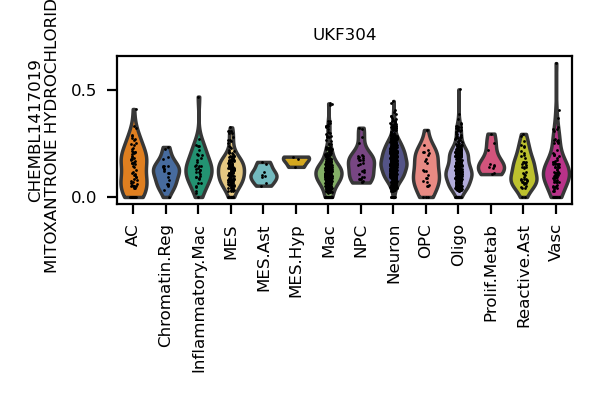 UKF304
CHEMBL1417019
MITOXANTRONE HYDROCHLORID
0.5
0.0
AC
Chromatin.Reg
Inflammatory.Mac
MES
MES.Ast
MES.Hyp
Mac
NPC
Neuron
OPC
Oligo
Prolif.Metab
Reactive.Ast
Vasc